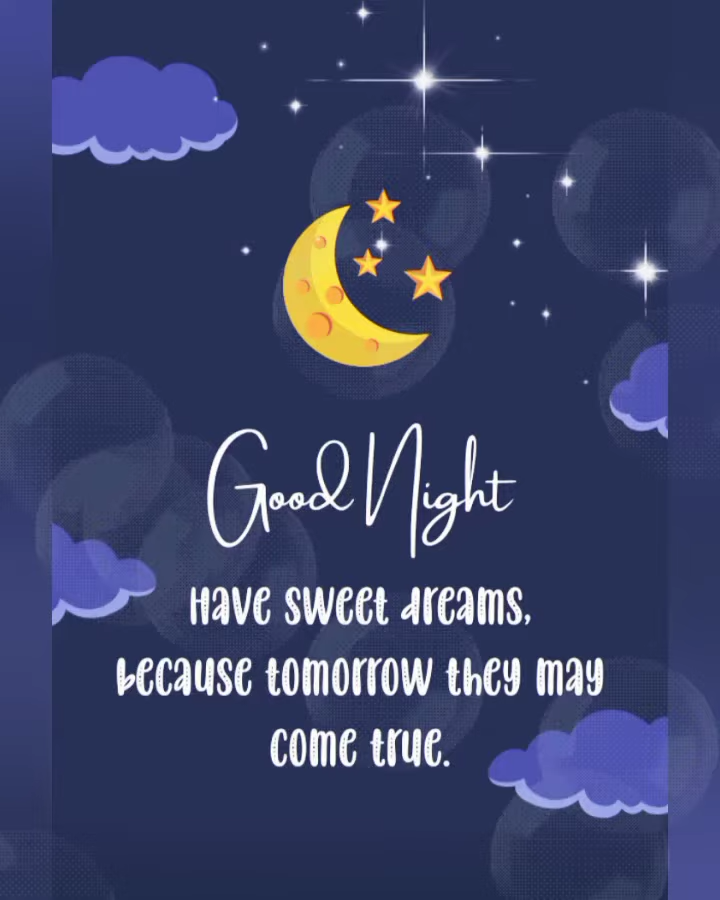 Good Night
Have sweet dreams,
because tomorrow they may
come true.